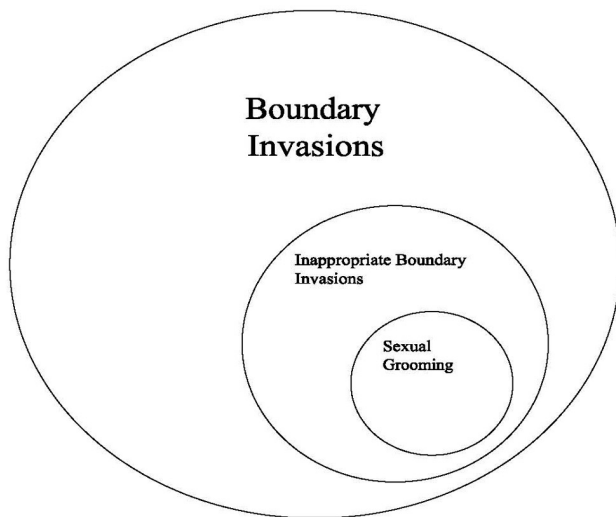 Boundary
Invasions
Inappropriate Boundary
Invasions
Sexual
Grooming